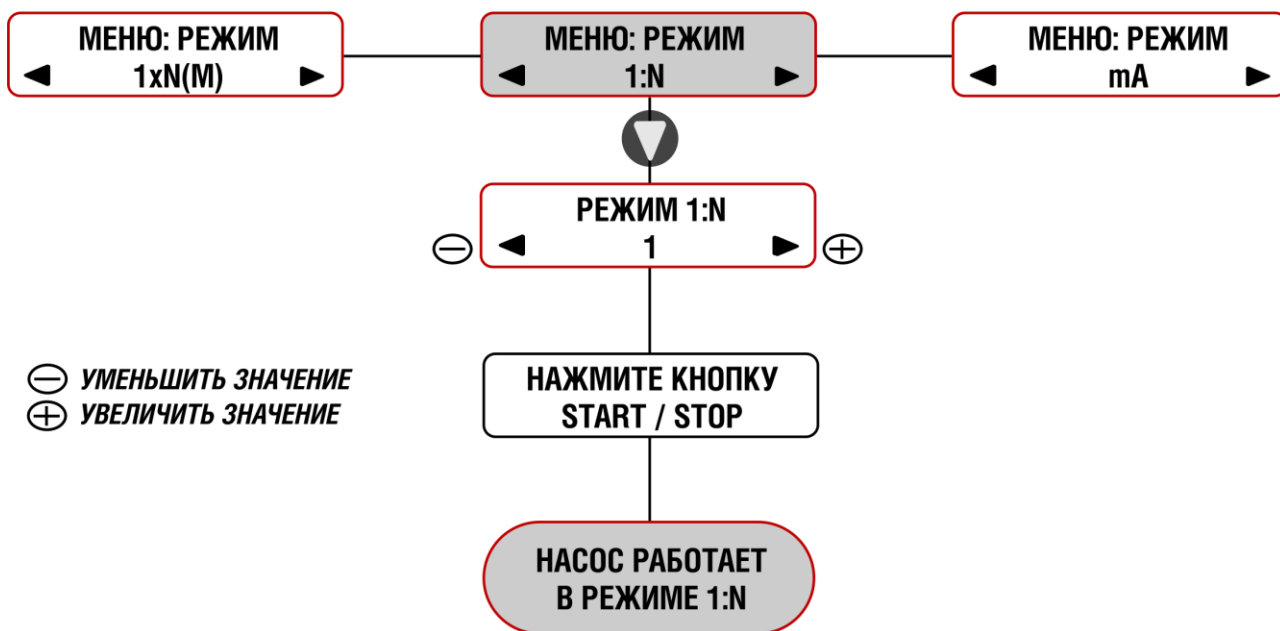 МЕНЮ: РЕЖИМ
1xN(M)
МЕНЮ: РЕЖИМ
1:N
МЕНЮ: РЕЖИМ
mA
РЕЖИМ 1:N
1
УМЕНЬШИТЬ ЗНАЧЕНИЕ
УВЕЛИЧИТЬ ЗНАЧЕНИЕ
НАЖМИТЕ КНОПКУ
START / STOP
НАСОС РАБОТАЕТ
В РЕЖИМЕ 1:N